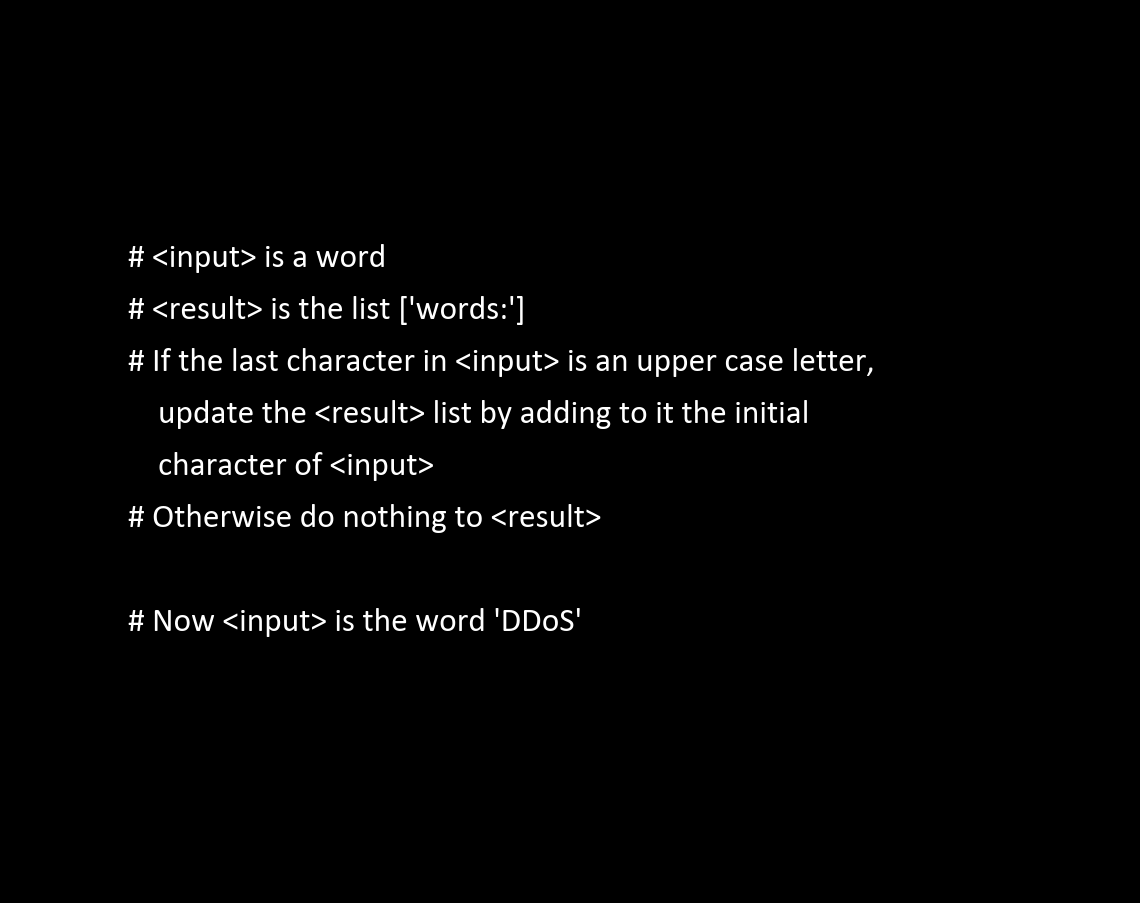 # <input> is a word
# <result> is the list ['words:']
# If the last character in <input> is an upper case letter,
update the <result> list by adding to it the initial
character of <input>
# Otherwise do nothing to <result>
# Now <input> is the word 'DDoS'